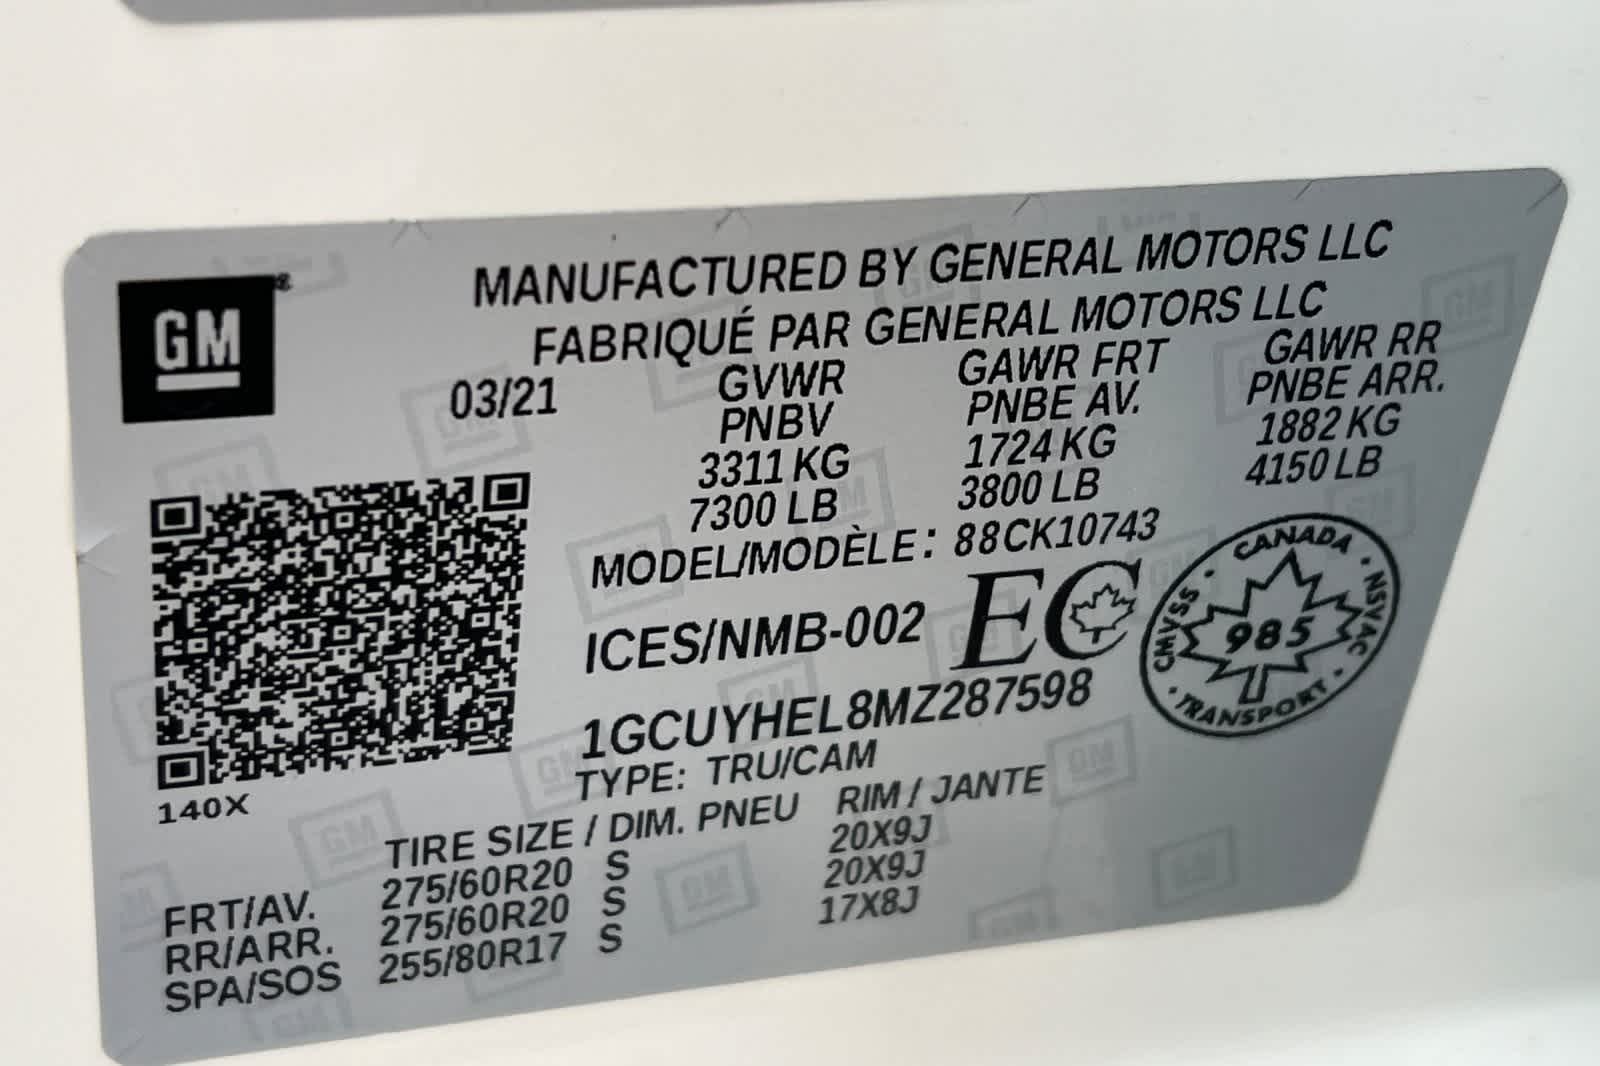 GM
MANUFACTURED BY GENERAL MOTORS LLC
FABRIQUÉ PAR GENERAL MOTORS LLC
03/21 GVWR GAWR FRT GAWR RR
PNBV PNBE AV. PNBE ARR.
3311 KG 1724 KG 1882 KG
7300 LB 3800 LB 4150 LB
MODEL/MODÈLE: 88CK10743
ICES/NMB-002 EC
CANADA · NSVAC · TRANSPORT · CMVSS ·
985
1GCUYHEL8MZ287598
TYPE: TRU/CAM
140X
TIRE SIZE / DIM. PNEU RIM / JANTE
FRT/AV. 275/60R20 S 20X9J
RR/ARR. 275/60R20 S 20X9J
SPA/SOS 255/80R17 S 17X8J